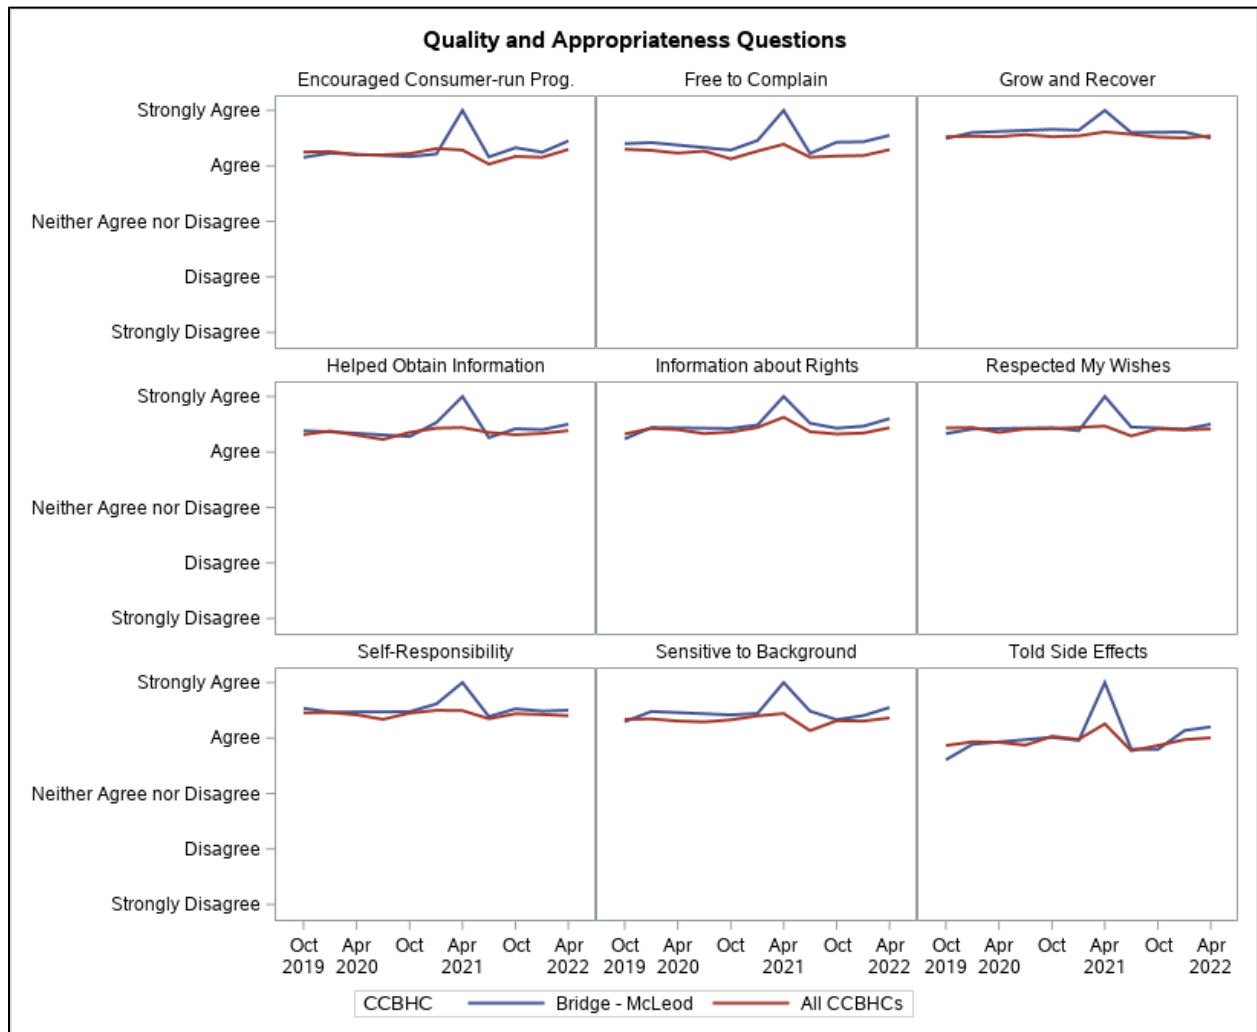 Quality and Appropriateness Questions
Encouraged Consumer-run Prog.
Free to Complain
Grow and Recover
Strongly Agree
Agree
Neither Agree nor Disagree
Disagree
Strongly Disagree
Helped Obtain Information
Information about Rights
Respected My Wishes
Strongly Agree
Agree
Neither Agree nor Disagree
Disagree
Strongly Disagree
Self-Responsibility
Sensitive to Background
Told Side Effects
Strongly Agree
Agree
Neither Agree nor Disagree
Disagree
Strongly Disagree
Oct Apr Oct Apr Oct Apr
2019 2020 2021 2022
Oct Apr Oct Apr Oct Apr
2019 2020 2021 2022
Oct Apr Oct Apr Oct Apr
2019 2020 2021 2022
CCBHC Bridge - McLeod All CCBHCs